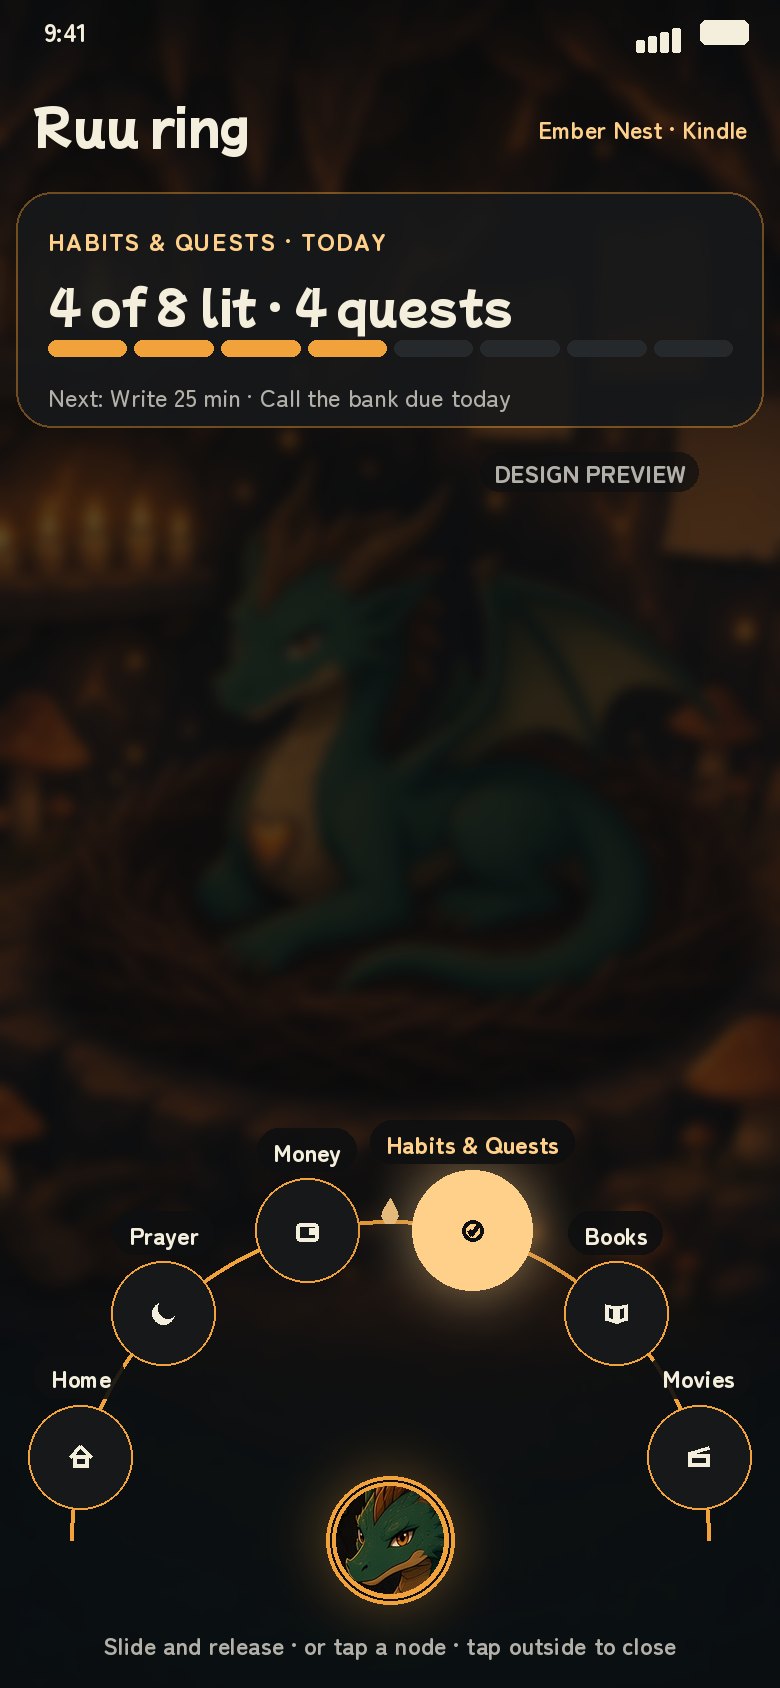 9:41
Ruu ring
Ember Nest · Kindle
HABITS & QUESTS · TODAY
4 of 8 lit · 4 quests
Next: Write 25 min · Call the bank due today
DESIGN PREVIEW
Habits & Quests
Money
Prayer
Books
Home
Movies
Slide and release · or tap a node · tap outside to close